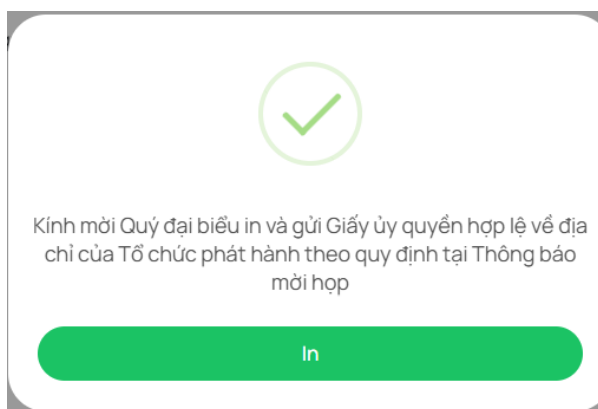 Kính mời Quý đại biểu in và gửi Giấy ủy quyền hợp lệ về địa
chỉ của Tổ chức phát hành theo quy định tại Thông báo
mời họp
In